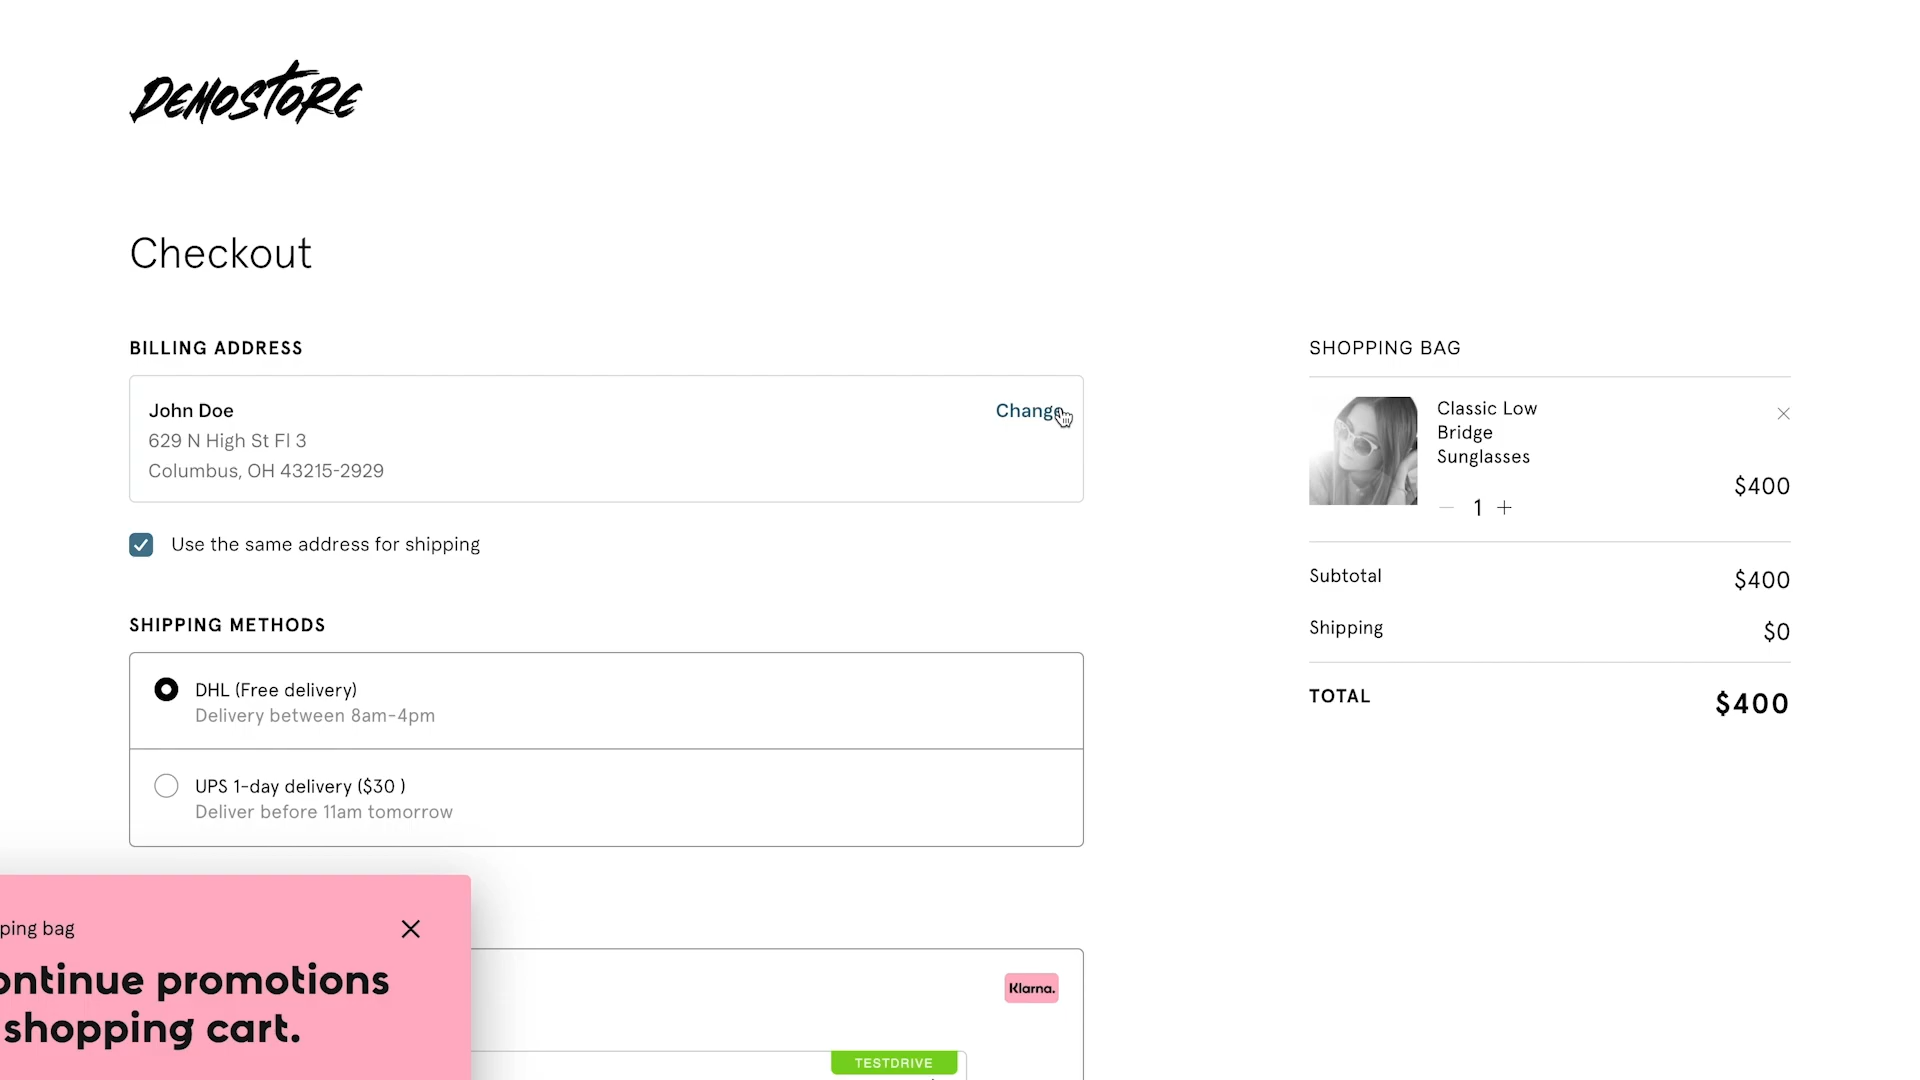 DEMOSTORE
Checkout
BILLING ADDRESS
John Doe
Change
629 N High St Fl 3
Columbus, OH 43215-2929
Use the same address for shipping
SHIPPING METHODS
DHL (Free delivery)
Delivery between 8am-4pm
UPS 1-day delivery ($30 )
Deliver before 11am tomorrow
SHOPPING BAG
Classic Low
Bridge
Sunglasses
$400
1
Subtotal
$400
Shipping
$0
TOTAL
$400
ping bag
ontinue promotions
shopping cart.
Klarna.
TESTDRIVE